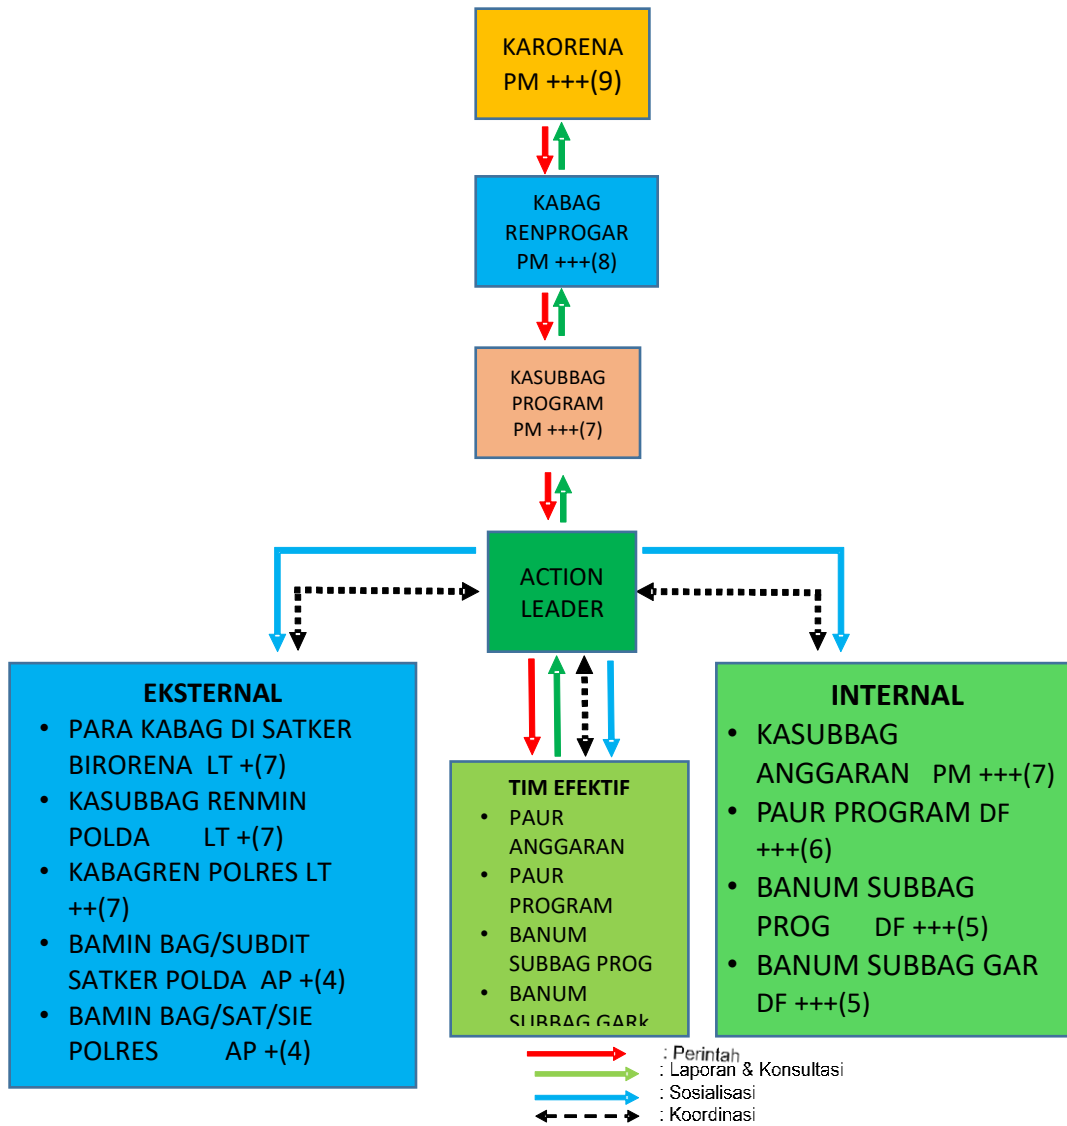 KARORENA
PM +++(9)
KABAG
RENPROGAR
PM +++(8)
KASUBBAG
PROGRAM
PM +++(7)
ACTION
LEADER
EKSTERNAL
• PARA KABAG DI SATKER
BIRORENA LT +(7)
• KASUBBAG RENMIN
POLDA LT +(7)
• KABAGREN POLRES LT
++(7)
• BAMIN BAG/SUBDIT
SATKER POLDA AP +(4)
• BAMIN BAG/SAT/SIE
POLRES AP +(4)
TIM EFEKTIF
• PAUR
ANGGARAN
• PAUR
PROGRAM
• BANUM
SUBBAG PROG
• BANUM
SUBBAG GARk
INTERNAL
• KASUBBAG
ANGGARAN PM +++(7)
• PAUR PROGRAM DF
+++(6)
• BANUM SUBBAG
PROG DF +++(5)
• BANUM SUBBAG GAR
DF +++(5)
: Perintah
: Laporan & Konsultasi
: Sosialisasi
: Koordinasi